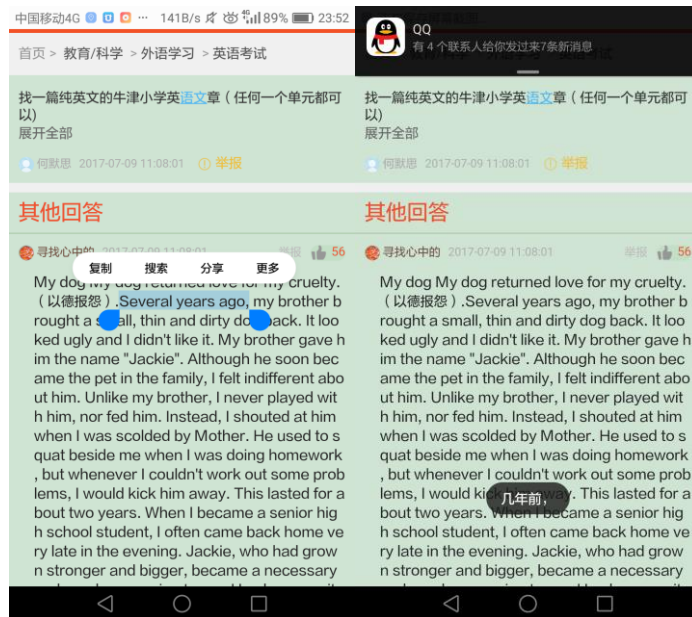 中国移动4G ··· 141B/s 4G 89% 23:52
首页 > 教育/科学 > 外语学习 > 英语考试
找一篇纯英文的牛津小学英语文章（任何一个单元都可
以)
展开全部
何默思 2017-07-09 11:08:01 举报
其他回答
寻找心中的 2017-07-09 11:08:01 举报 56
复制 搜索 分享 更多
My dog My dog returned love for my cruelty.
（以德报怨）.Several years ago, my brother b
rought a small, thin and dirty dog back. It loo
ked ugly and I didn't like it. My brother gave h
im the name "Jackie". Although he soon bec
ame the pet in the family, I felt indifferent abo
ut him. Unlike my brother, I never played wit
h him, nor fed him. Instead, I shouted at him
when I was scolded by Mother. He used to s
quat beside me when I was doing homework
, but whenever I couldn't work out some prob
lems, I would kick him away. This lasted for a
bout two years. When I became a senior hig
h school student, I often came back home ve
ry late in the evening. Jackie, who had grow
n stronger and bigger, became a necessary
QQ
有 4 个联系人给你发过来7条新消息
找一篇纯英文的牛津小学英语文章（任何一个单元都可
以)
展开全部
何默思 2017-07-09 11:08:01 举报
其他回答
寻找心中的 2017-07-09 11:08:01 举报 56
My dog My dog returned love for my cruelty.
（以德报怨）.Several years ago, my brother b
rought a small, thin and dirty dog back. It loo
ked ugly and I didn't like it. My brother gave h
im the name "Jackie". Although he soon bec
ame the pet in the family, I felt indifferent abo
ut him. Unlike my brother, I never played wit
h him, nor fed him. Instead, I shouted at him
when I was scolded by Mother. He used to s
quat beside me when I was doing homework
, but whenever I couldn't work out some prob
lems, I would kick him away. This lasted for a
bout two years. When I became a senior hig
h school student, I often came back home ve
ry late in the evening. Jackie, who had grow
n stronger and bigger, became a necessary
几年前，